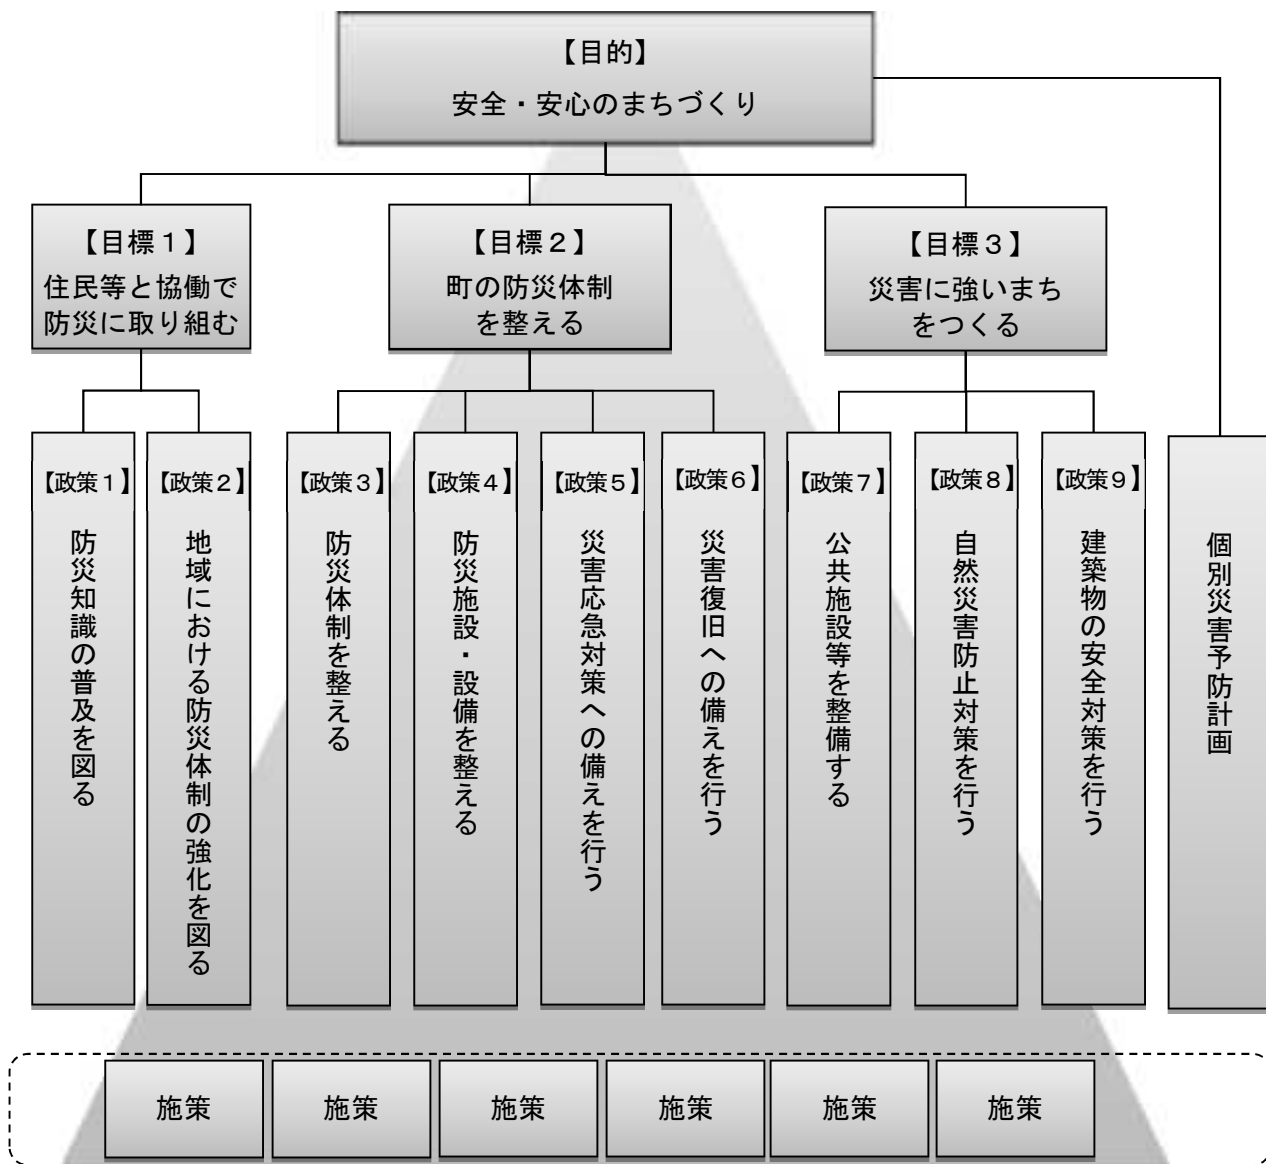 【目的】
安全・安心のまちづくり
【目標１】
住民等と協働で
防災に取り組む
【目標２】
町の防災体制
を整える
【目標３】
災害に強いまち
をつくる
【政策１】
防災知識の普及を図る
【政策２】
地域における防災体制の強化を図る
【政策３】
防災体制を整える
【政策４】
防災施設・設備を整える
【政策５】
災害応急対策への備えを行う
【政策６】
災害復旧への備えを行う
【政策７】
公共施設等を整備する
【政策８】
自然災害防止対策を行う
【政策９】
建築物の安全対策を行う
個別災害予防計画
施策
施策
施策
施策
施策
施策